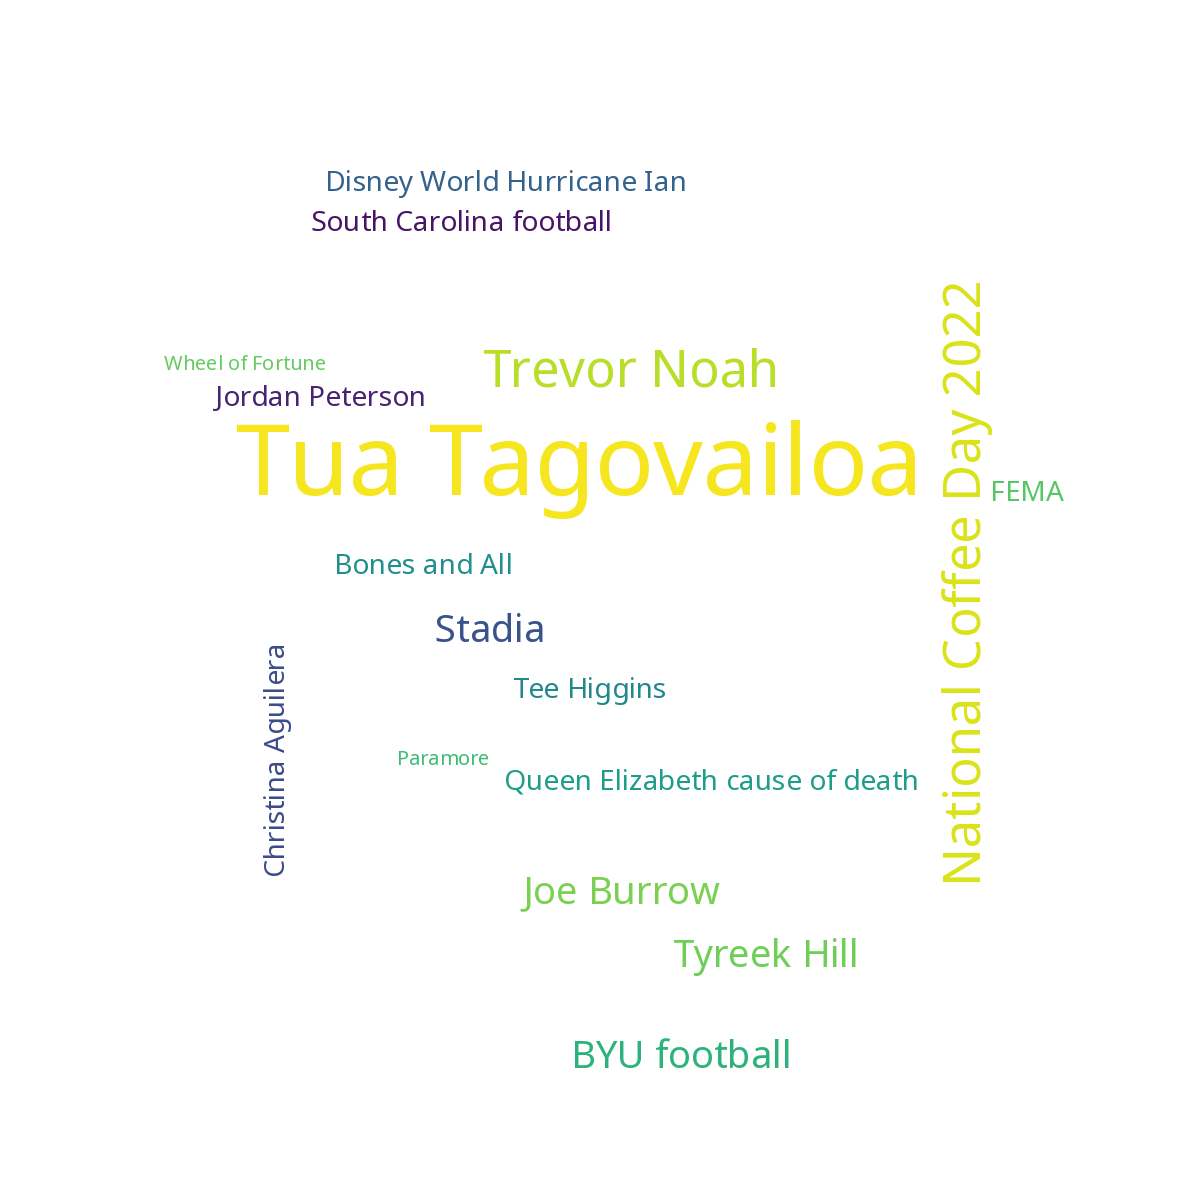 Disney World Hurricane Ian
South Carolina football
National Coffee Day 2022
Trevor Noah
Wheel of Fortune
Jordan Peterson
Tua Tagovailoa
FEMA
Bones and All
Stadia
Christina Aguilera
Tee Higgins
Paramore
Queen Elizabeth cause of death
Joe Burrow
Tyreek Hill
BYU football